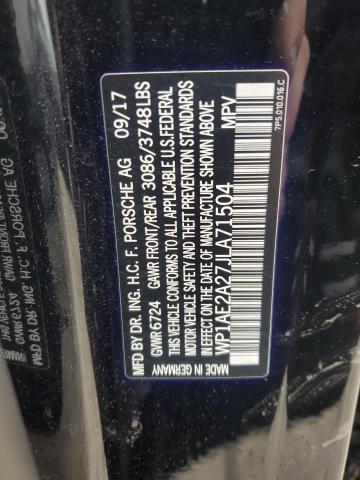 MFD BY DR. ING. H.C. F. PORSCHE AG 09/17
GVWR 6724 GAWR FRONT/REAR 3086/3748LBS
THIS VEHICLE CONFORMS TO ALL APPLICABLE U.S.FEDERAL
MOTOR VEHICLE SAFETY, BUMPER AND THEFT PREVENTION STANDARDS
IN EFFECT ON THE DATE OF MANUFACTURE SHOWN ABOVE
WP1AE2A27JLA71504 MPV
MADE IN GERMANY
7P5.010.016.C